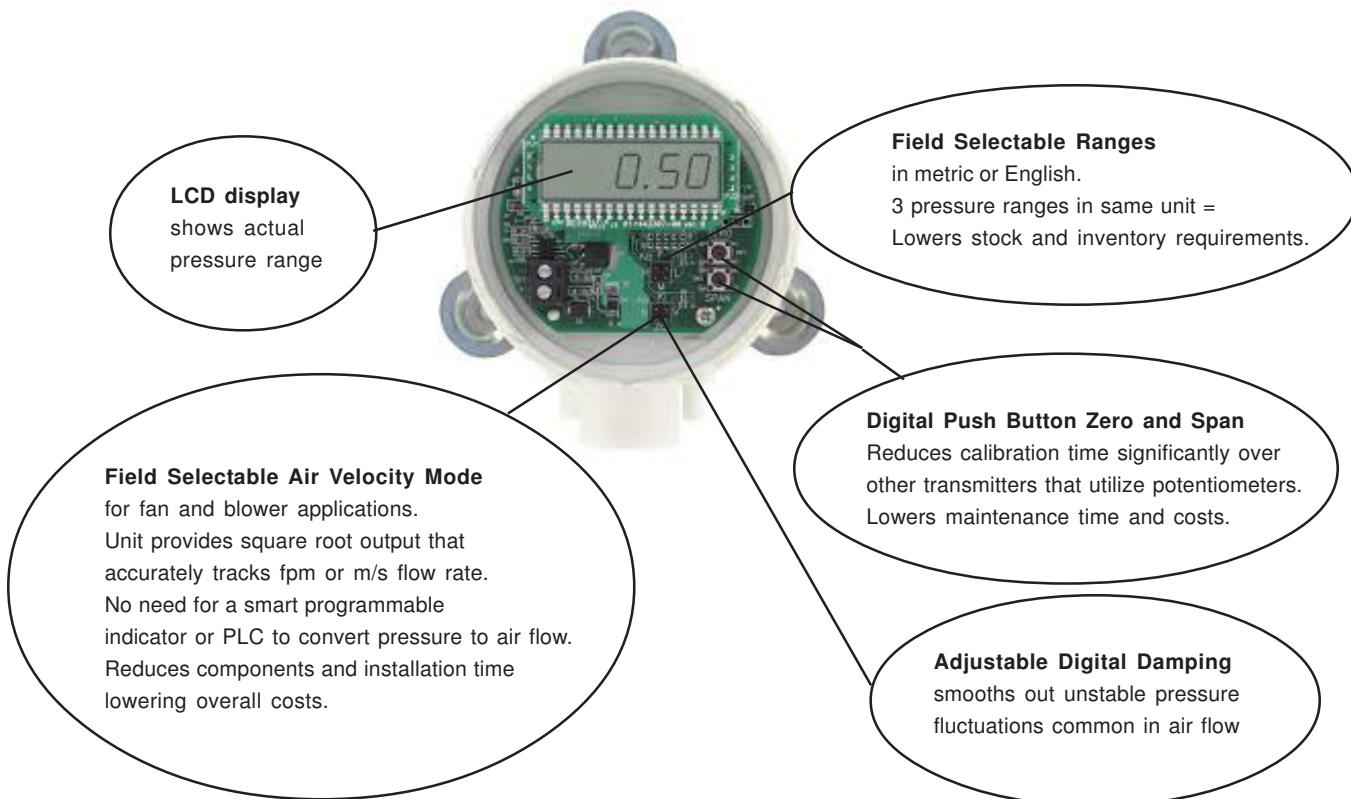 0.50
SPAN
LCD display
shows actual
pressure range
Field Selectable Ranges
in metric or English.
3 pressure ranges in same unit =
Lowers stock and inventory requirements.
Digital Push Button Zero and Span
Reduces calibration time significantly over
other transmitters that utilize potentiometers.
Lowers maintenance time and costs.
Field Selectable Air Velocity Mode
for fan and blower applications.
Unit provides square root output that
accurately tracks fpm or m/s flow rate.
No need for a smart programmable
indicator or PLC to convert pressure to air flow.
Reduces components and installation time
lowering overall costs.
Adjustable Digital Damping
smooths out unstable pressure
fluctuations common in air flow